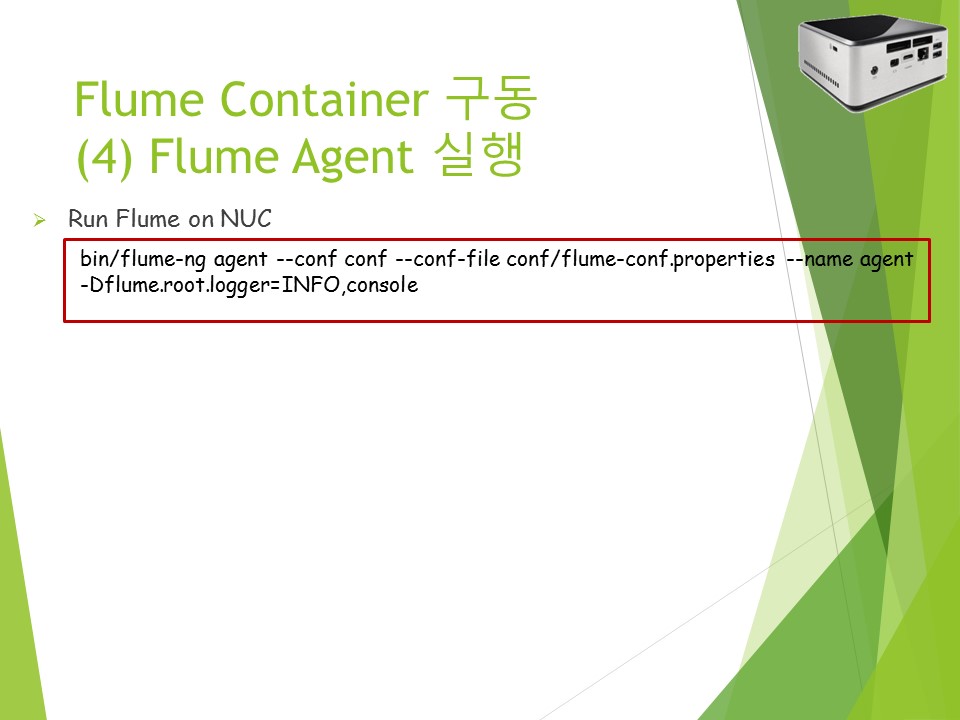 Flume Container 구동
(4) Flume Agent 실행
Run Flume on NUC
bin/flume-ng agent --conf conf --conf-file conf/flume-conf.properties --name agent
-Dflume.root.logger=INFO,console